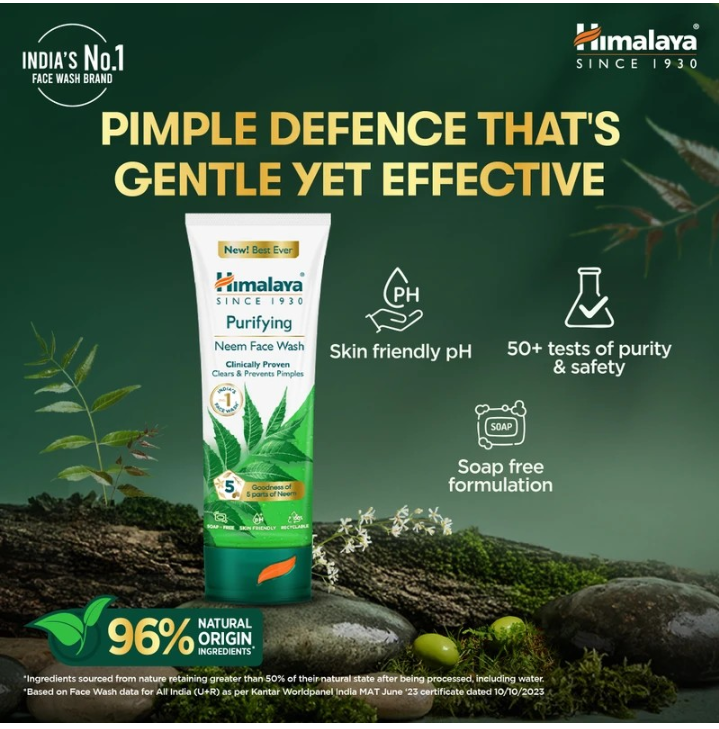 INDIA'S No.1
FACE WASH BRAND
Himalaya®
SINCE 1930
PIMPLE DEFENCE THAT'S
GENTLE YET EFFECTIVE
New! Best Ever
Himalaya®
SINCE 1930
Purifying
Neem Face Wash
Clinically Proven
Clears & Prevents Pimples
INDIA'S
No.1
FACE WASH
5
Goodness of
5 parts of Neem
SOAP - FREE SKIN FRIENDLY RECYCLABLE
PH
Skin friendly pH
50+ tests of purity
& safety
SOAP
Soap free
formulation
96% NATURAL
ORIGIN
INGREDIENTS*
*Ingredients sourced from nature retaining greater than 50% of their natural state after being processed, including water.
*Based on Face Wash data for All India (U+R) as per Kantar Worldpanel India MAT June '23 certificate dated 10/10/2023